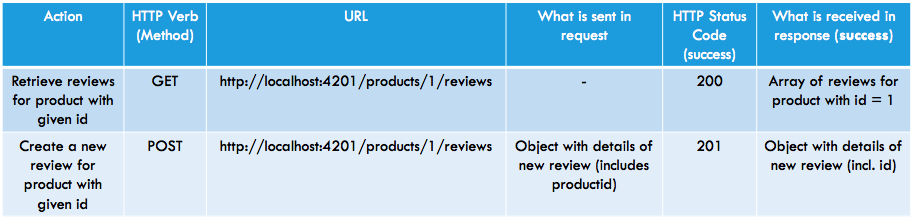 Action
HTTP Verb
(Method)
URL
What is sent in
request
HTTP Status
Code
(success)
What is received in
response (success)
Retrieve reviews
for product with
given id
GET
http://localhost:4201/products/1/reviews
-
200
Array of reviews for
product with id = 1
Create a new
review for
product with
given id
POST
http://localhost:4201/products/1/reviews
Object with details of
new review (includes
productid)
201
Object with details of
new review (incl. id)